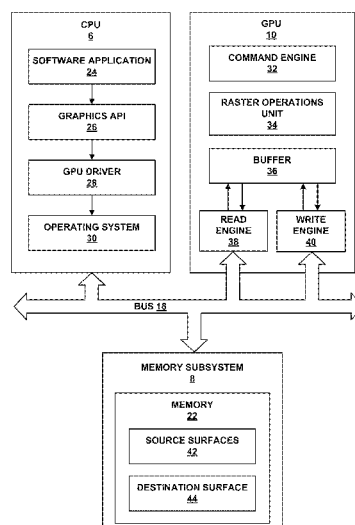 CPU
6
SOFTWARE APPLICATION
24
GRAPHICS API
26
GPU DRIVER
28
OPERATING SYSTEM
30
GPU
10
COMMAND ENGINE
32
RASTER OPERATIONS
UNIT
34
BUFFER
36
READ
ENGINE
38
WRITE
ENGINE
40
BUS 18
MEMORY SUBSYSTEM
8
MEMORY
22
SOURCE SURFACES
42
DESTINATION SURFACE
44